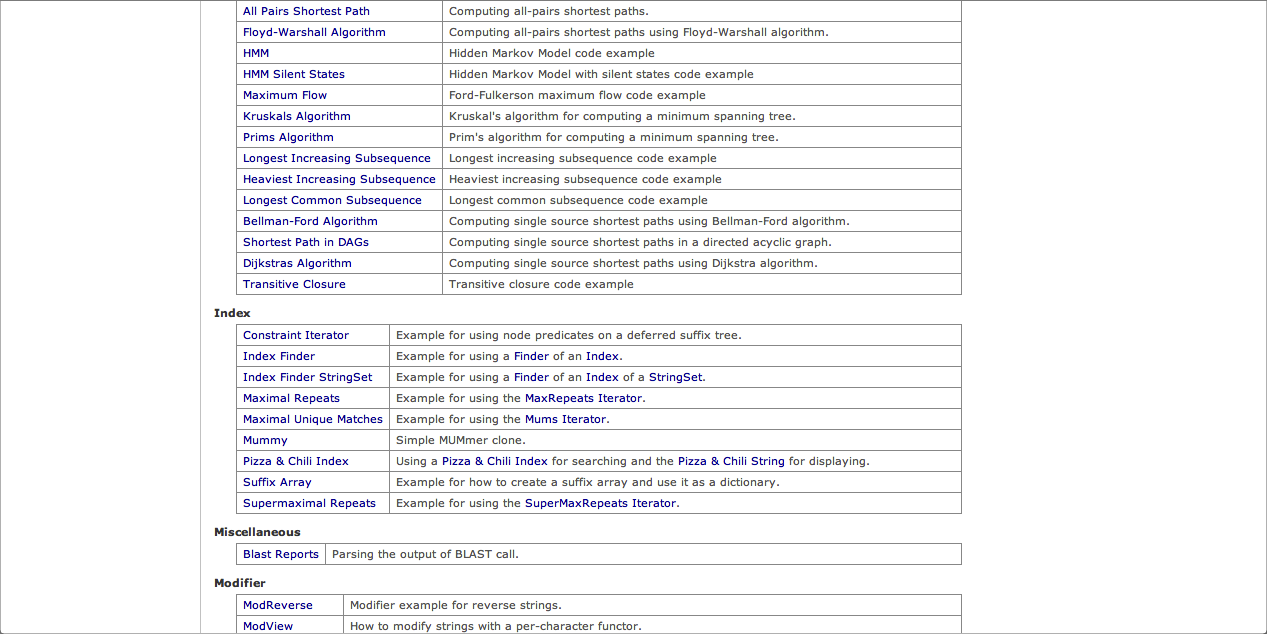 All Pairs Shortest Path Computing all-pairs shortest paths.
Floyd-Warshall Algorithm Computing all-pairs shortest paths using Floyd-Warshall algorithm.
HMM Hidden Markov Model code example
HMM Silent States Hidden Markov Model with silent states code example
Maximum Flow Ford-Fulkerson maximum flow code example
Kruskals Algorithm Kruskal's algorithm for computing a minimum spanning tree.
Prims Algorithm Prim's algorithm for computing a minimum spanning tree.
Longest Increasing Subsequence Longest increasing subsequence code example
Heaviest Increasing Subsequence Heaviest increasing subsequence code example
Longest Common Subsequence Longest common subsequence code example
Bellman-Ford Algorithm Computing single source shortest paths using Bellman-Ford algorithm.
Shortest Path in DAGs Computing single source shortest paths in a directed acyclic graph.
Dijkstras Algorithm Computing single source shortest paths using Dijkstra algorithm.
Transitive Closure Transitive closure code example
Index
Constraint Iterator Example for using node predicates on a deferred suffix tree.
Index Finder Example for using a Finder of an Index.
Index Finder StringSet Example for using a Finder of an Index of a StringSet.
Maximal Repeats Example for using the MaxRepeats Iterator.
Maximal Unique Matches Example for using the Mums Iterator.
Mummy Simple MUMmer clone.
Pizza & Chili Index Using a Pizza & Chili Index for searching and the Pizza & Chili String for displaying.
Suffix Array Example for how to create a suffix array and use it as a dictionary.
Supermaximal Repeats Example for using the SuperMaxRepeats Iterator.
Miscellaneous
Blast Reports Parsing the output of BLAST call.
Modifier
ModReverse Modifier example for reverse strings.
ModView How to modify strings with a per-character functor.